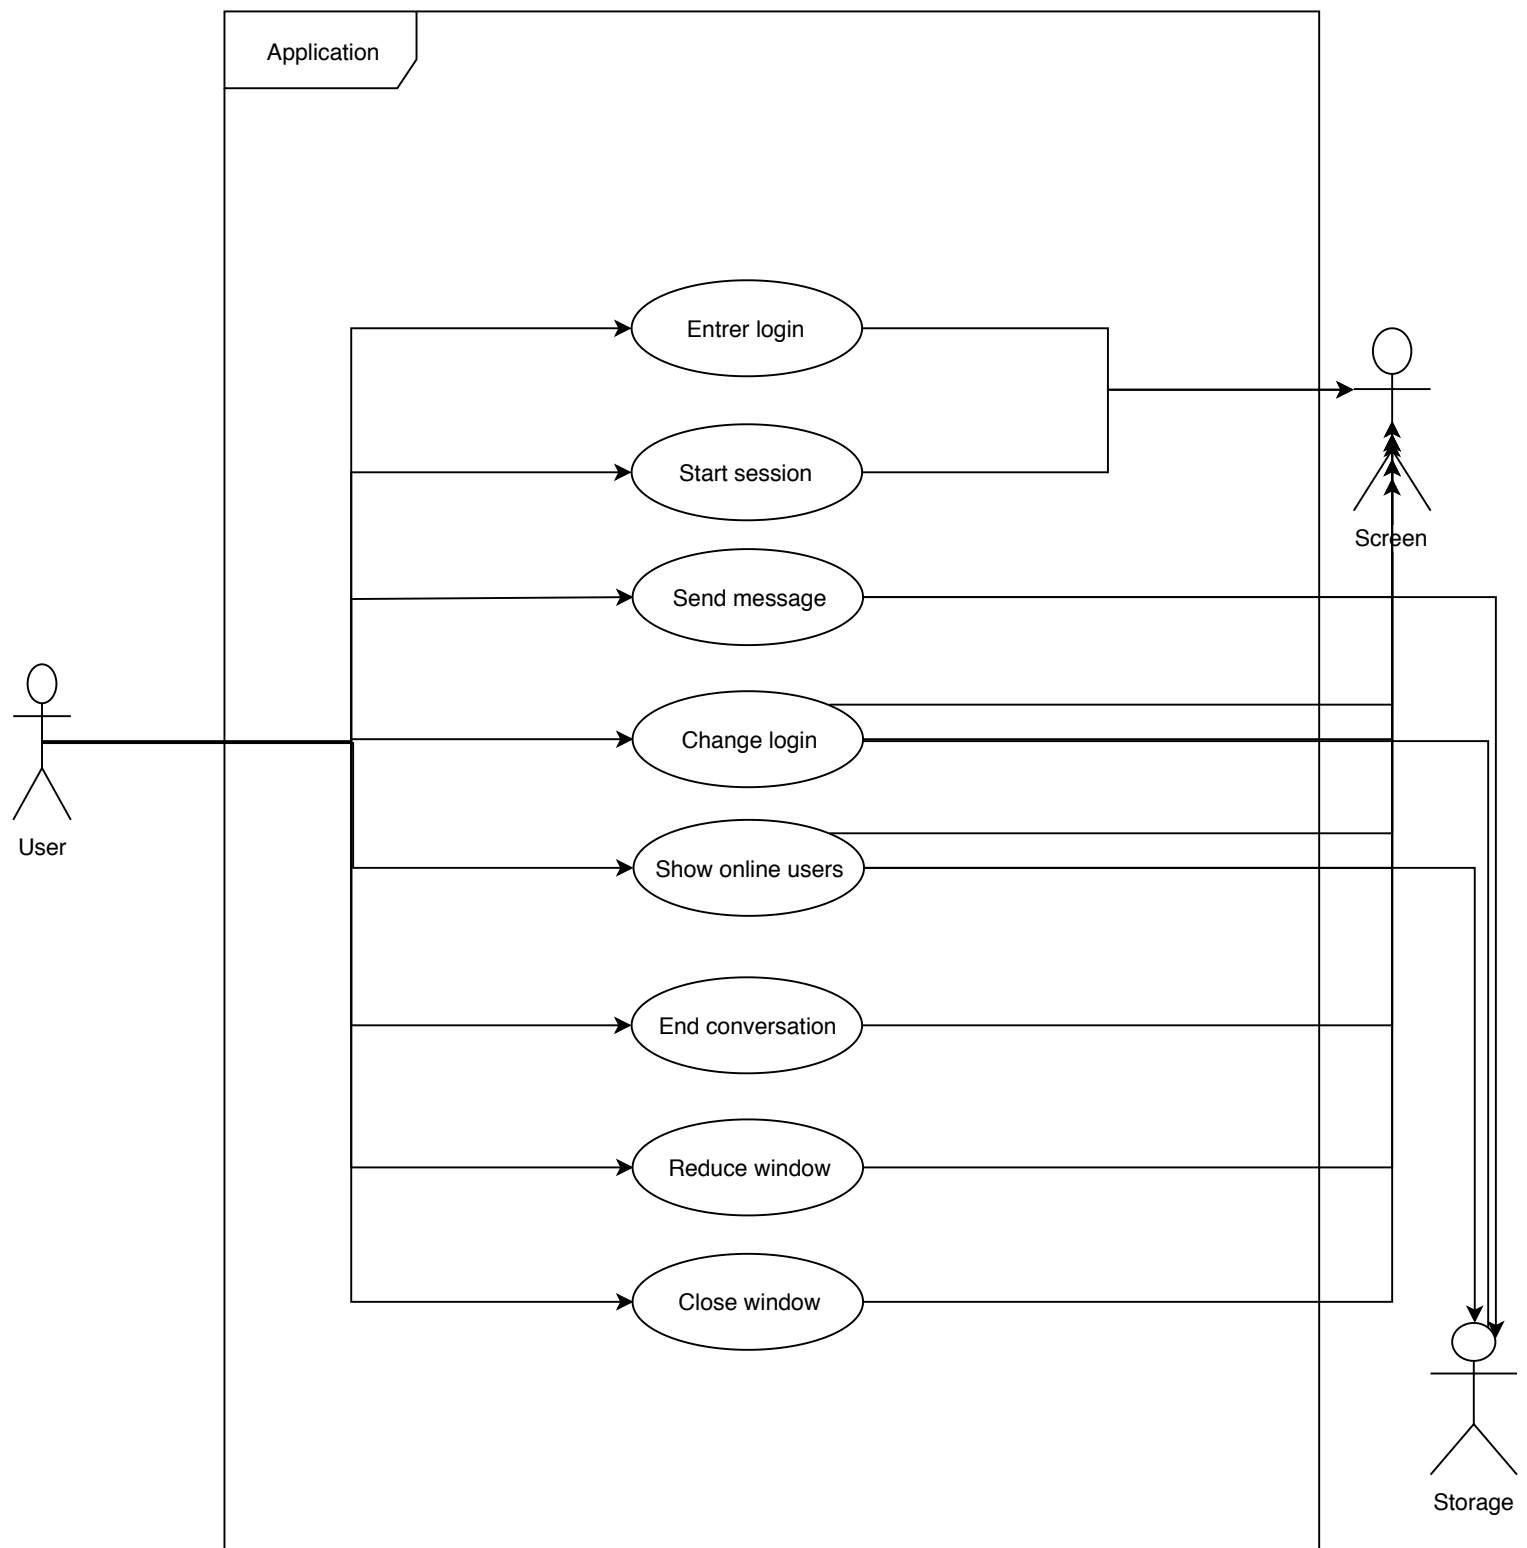 Application
Entrer login
Start session
Screen
Send message
Change login
User
Show online users
End conversation
Reduce window
Close window
Storage